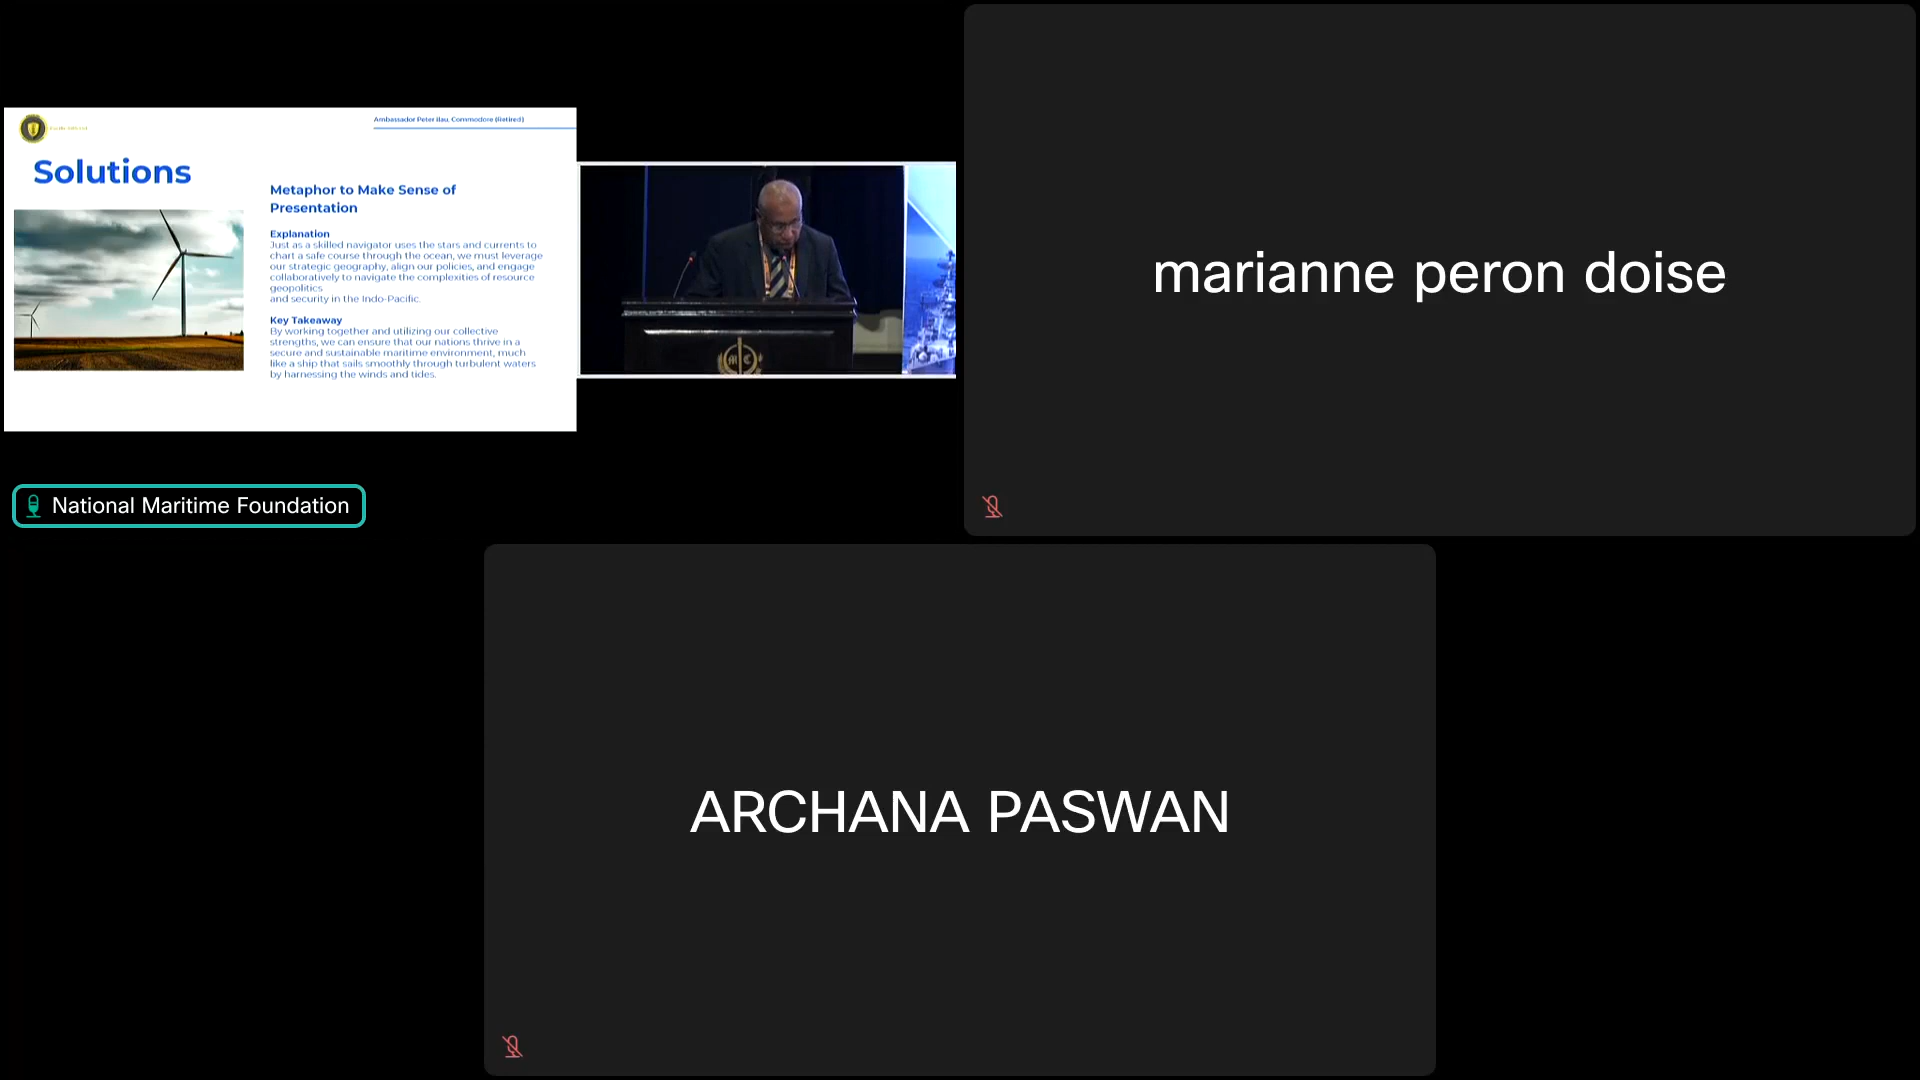 Ambassador Peter Ilau, Commodore (Retired)
Solutions
Metaphor to Make Sense of
Presentation
Explanation
Just as a skilled navigator uses the stars and currents to
chart a safe course through the ocean, we must leverage
our strategic geography, align our policies, and engage
collaboratively to navigate the complexities of resource
geopolitics
and security in the Indo-Pacific.
Key Takeaway
By working together and utilizing our collective
strengths, we can ensure that our nations thrive in a
secure and sustainable maritime environment, much
like a ship that sails smoothly through turbulent waters
by harnessing the winds and tides.
National Maritime Foundation
marianne peron doise
ARCHANA PASWAN